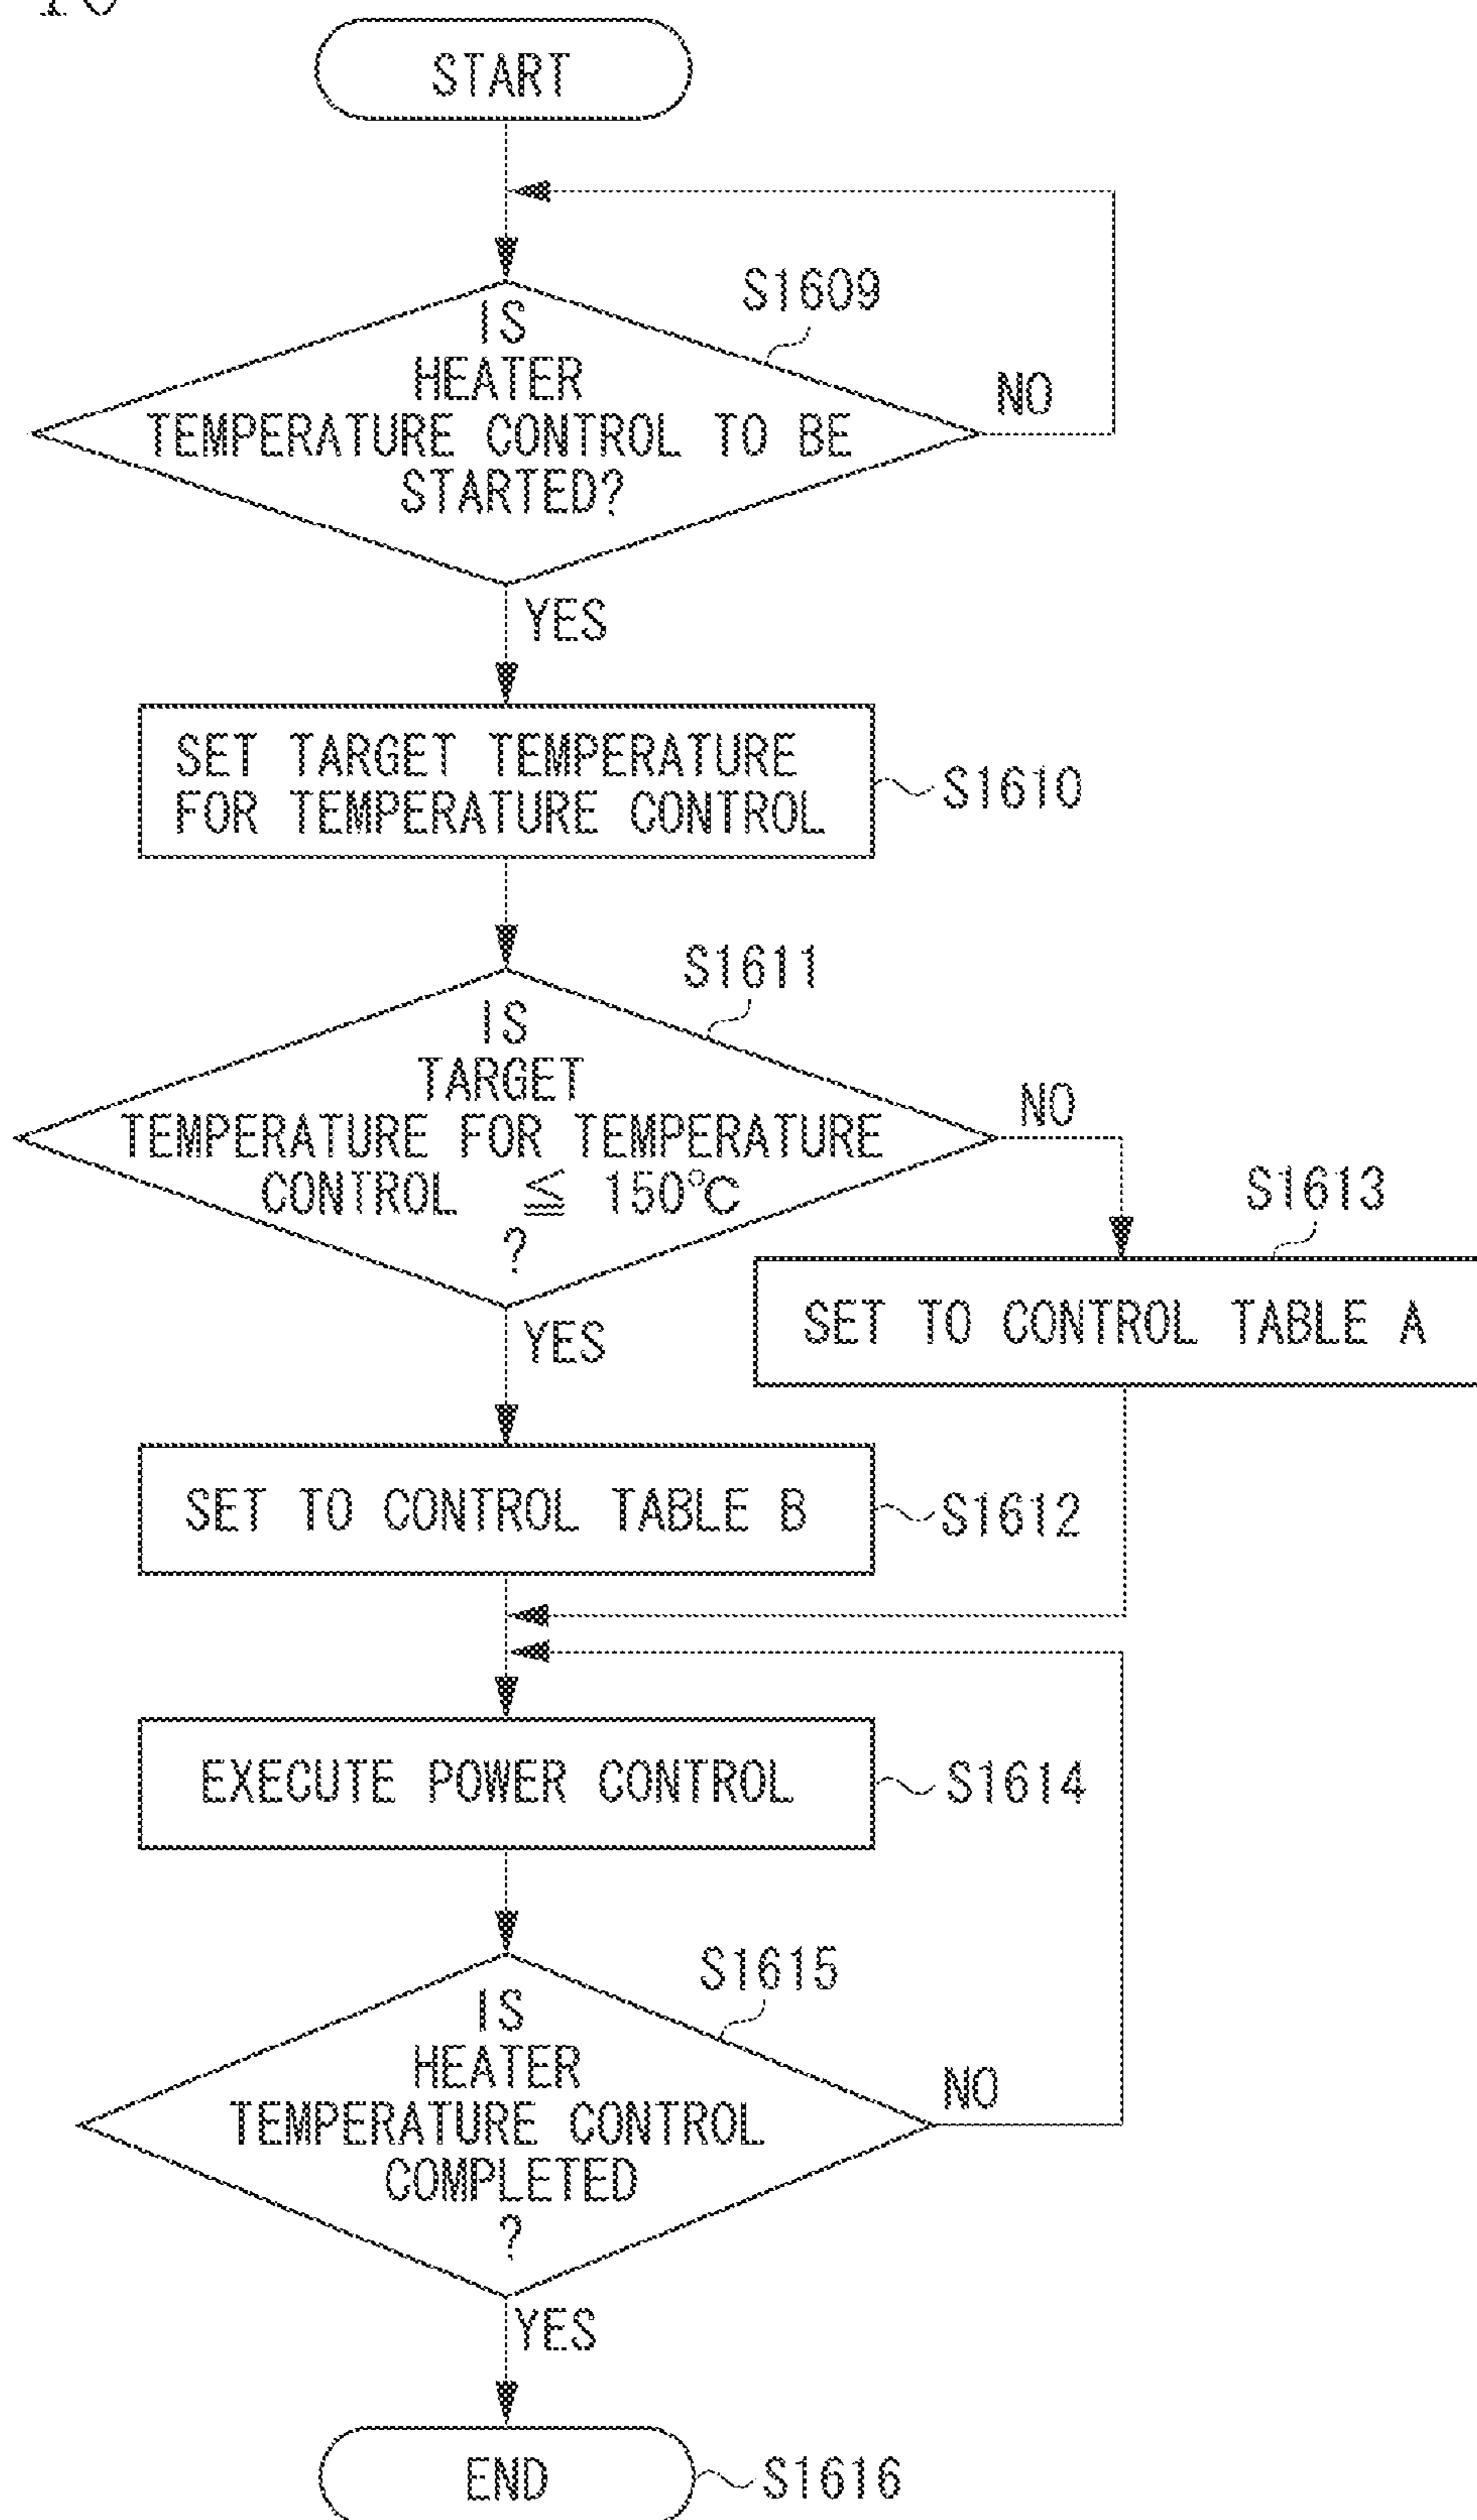 START
S1609
IS
HEATER
TEMPERATURE CONTROL TO BE
STARTED?
NO
YES
SET TARGET TEMPERATURE
FOR TEMPERATURE CONTROL
S1610
S1611
IS
TARGET
TEMPERATURE FOR TEMPERATURE
CONTROL ≦ 150℃
?
NO
YES
S1613
SET TO CONTROL TABLE A
SET TO CONTROL TABLE B
S1612
EXECUTE POWER CONTROL
S1614
S1615
IS
HEATER
TEMPERATURE CONTROL
COMPLETED
?
NO
YES
END
S1616